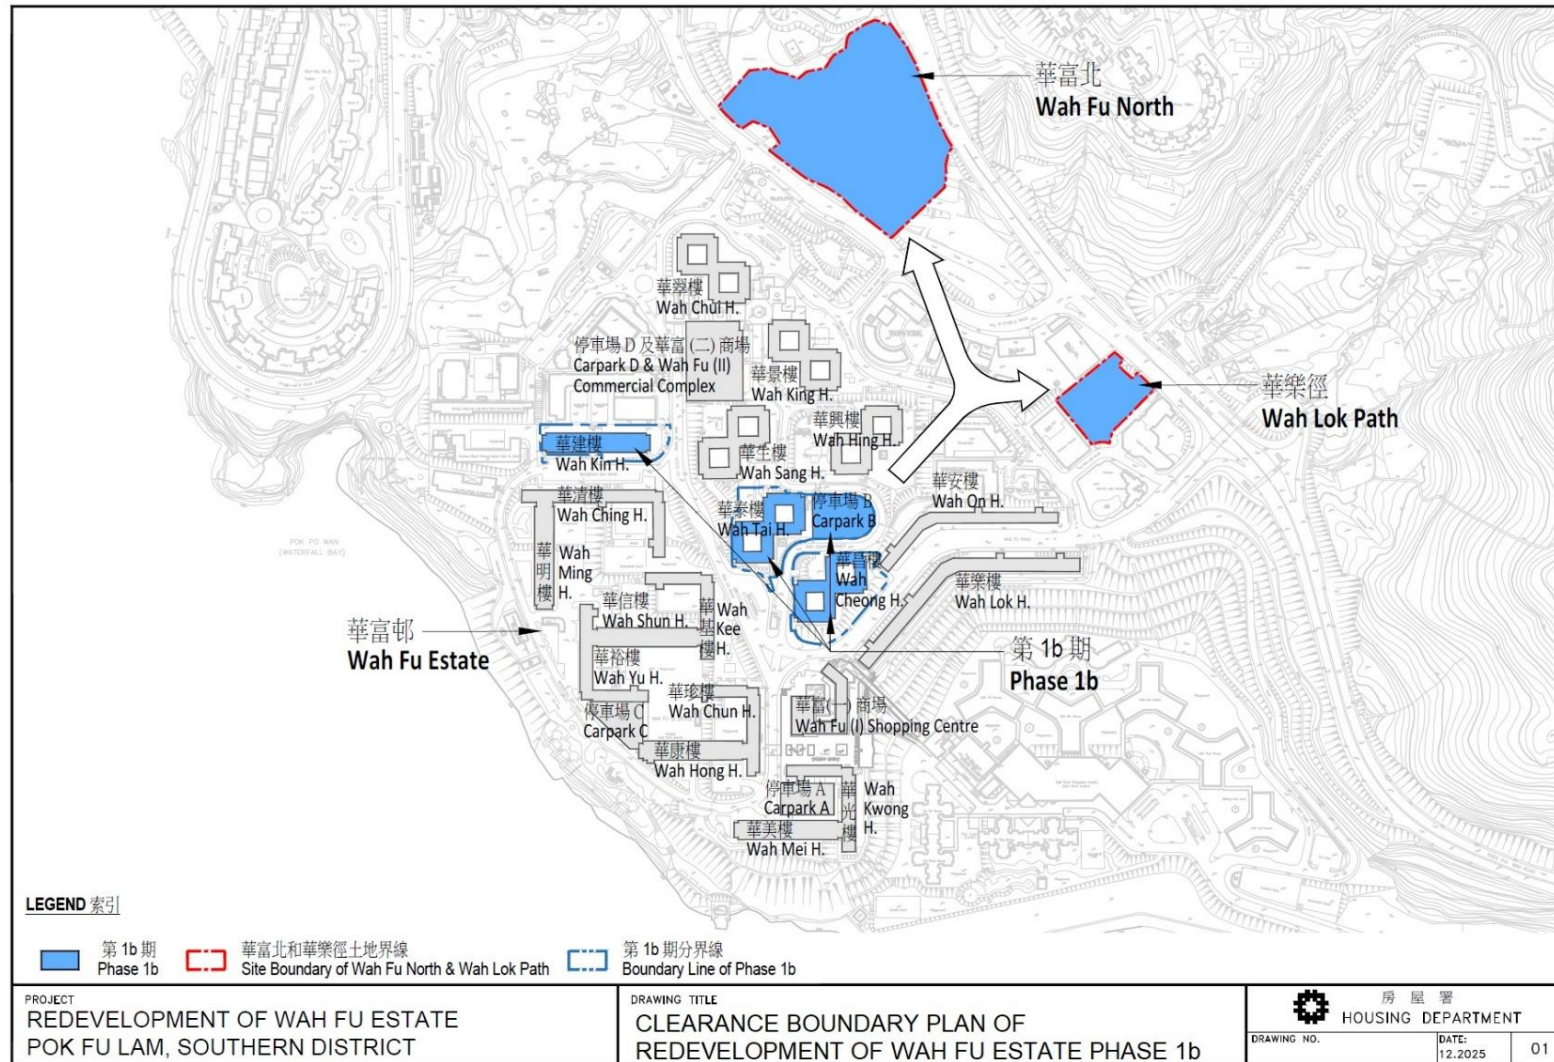 華富北
Wah Fu North
華翠樓
Wah Chui H.
停車場 D 及華富 (二) 商場
Carpark D & Wah Fu (II)
Commercial Complex
華景樓
Wah King H.
華樂徑
Wah Lok Path
華興樓
Wah Hing H.
華建樓
Wah Kin H.
華生樓
Wah Sang H.
華安樓
Wah On H.
華清樓
Wah Ching H.
華泰樓
Wah Tai H.
停車場 B
Carpark B
POK PO WAN
(WATERFALL BAY)
華明樓
Wah
Ming
H.
華昌樓
Wah
Cheong H.
華樂樓
Wah Lok H.
華信樓
Wah Shun H.
華基樓
Wah
Kee
H.
華富邨
Wah Fu Estate
第 1b 期
Phase 1b
華裕樓
Wah Yu H.
華珍樓
Wah Chun H.
停車場 C
Carpark C
華富(一) 商場
Wah Fu (I) Shopping Centre
華康樓
Wah Hong H.
停車場 A
Carpark A
華光樓
Wah
Kwong
H.
華美樓
Wah Mei H.
LEGEND 索引
第 1b 期
Phase 1b
華富北和華樂徑土地界線
Site Boundary of Wah Fu North & Wah Lok Path
第 1b 期分界線
Boundary Line of Phase 1b
PROJECT
REDEVELOPMENT OF WAH FU ESTATE
POK FU LAM, SOUTHERN DISTRICT
DRAWING TITLE
CLEARANCE BOUNDARY PLAN OF
REDEVELOPMENT OF WAH FU ESTATE PHASE 1b
房屋署
HOUSING DEPARTMENT
DRAWING NO.
DATE:
12.2025
01